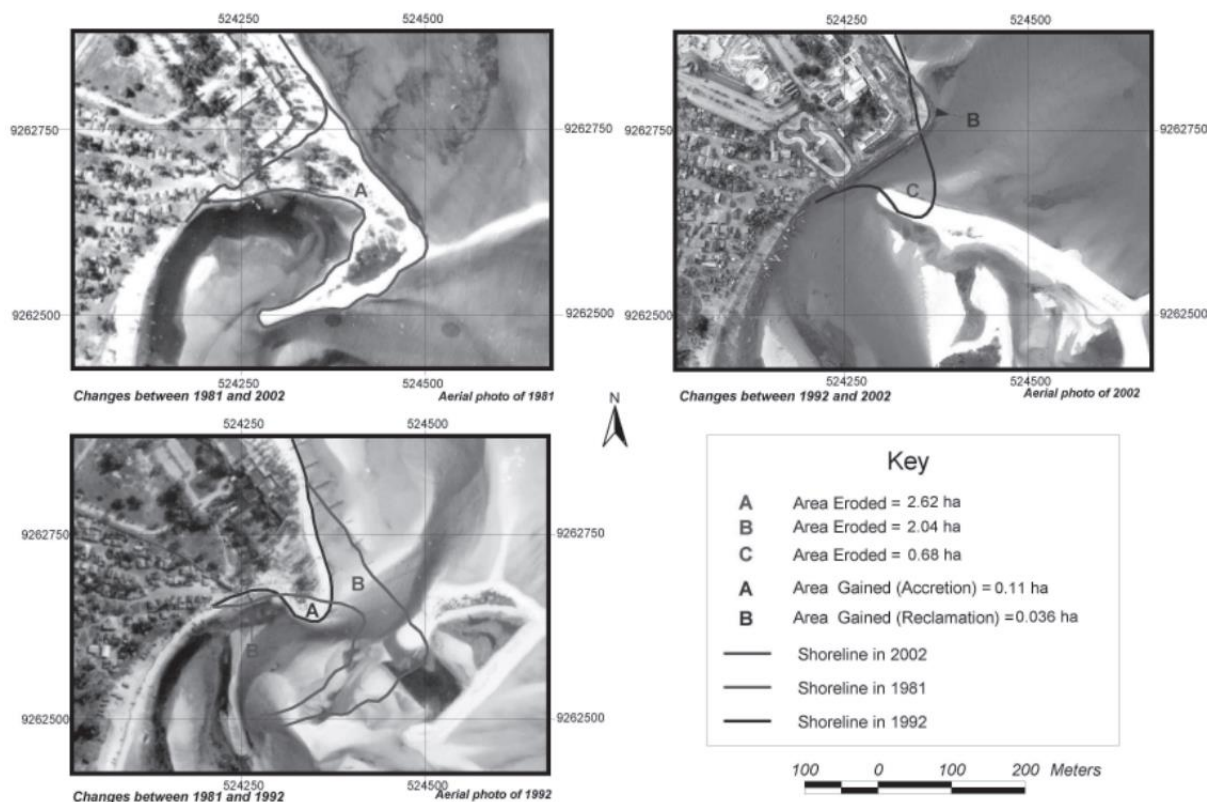 524250 524500
9262750 9262750
A
9262500 9262500
524250 524500
Changes between 1981 and 2002 Aerial photo of 1981
524250 524500
9262750 9262750
B
C
9262500 9262500
524250 524500
Changes between 1992 and 2002 Aerial photo of 2002
524250 524500
9262750 9262750
B
A
B
9262500 9262500
524250 524500
Changes between 1981 and 1992 Aerial photo of 1992
N
Key
A Area Eroded = 2.62 ha
B Area Eroded = 2.04 ha
C Area Eroded = 0.68 ha
A Area Gained (Accretion) = 0.11 ha
B Area Gained (Reclamation) = 0.036 ha
Shoreline in 2002
Shoreline in 1981
Shoreline in 1992
100 0 100 200 Meters